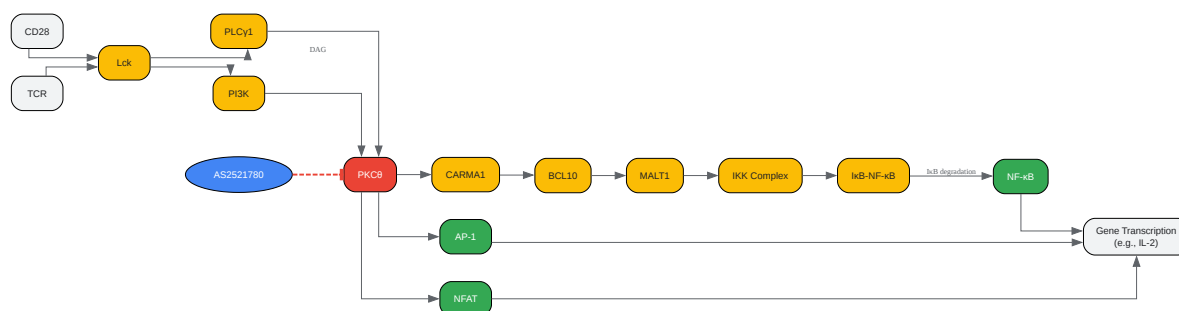 CD28
PLCγ1
DAG
Lck
TCR
PI3K
AS2521780
PKCθ
CARMA1
BCL10
MALT1
IKK Complex
IκB-NF-κB
IκB degradation
NF-κB
AP-1
Gene Transcription
(e.g., IL-2)
NFAT